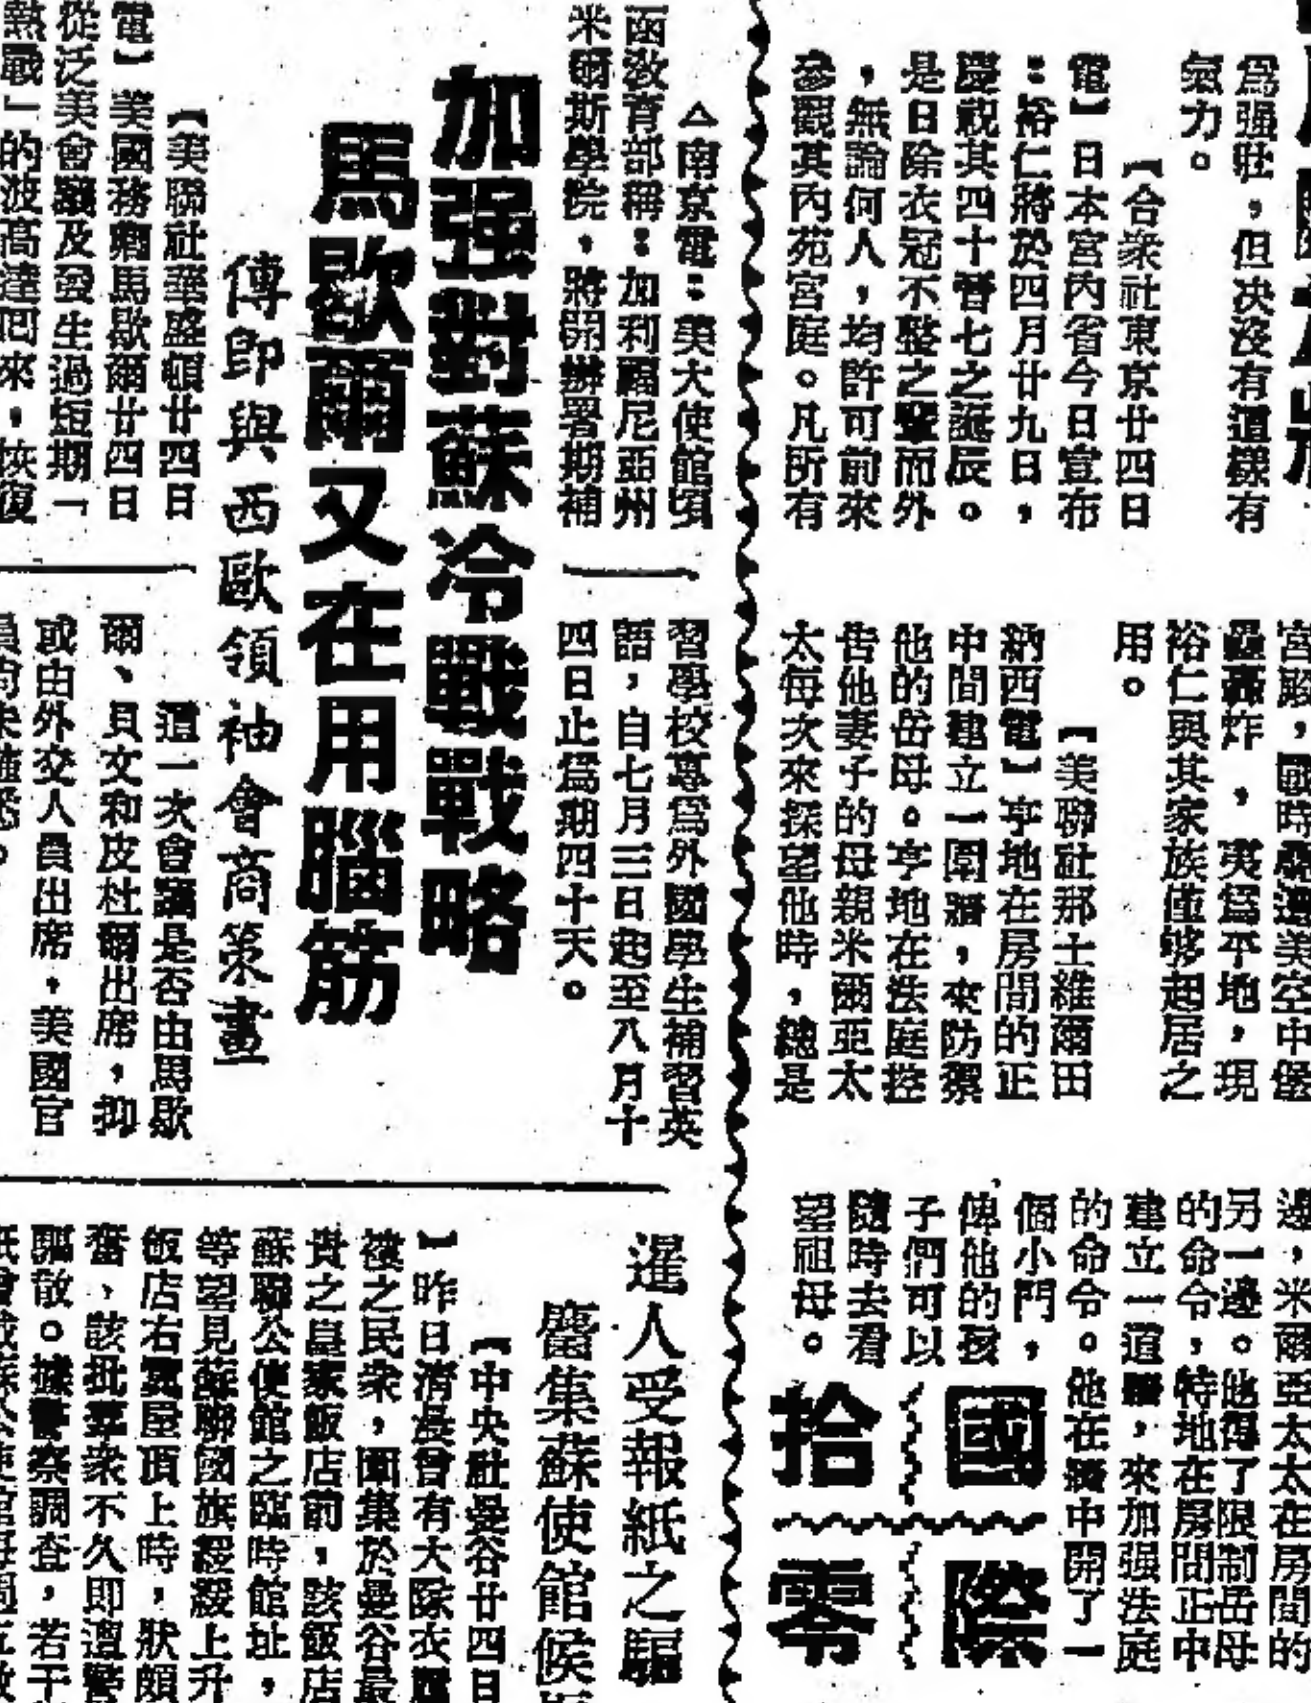 爲强壯，但决沒有這樣有
氣力。
【合衆社東京廿四日
電】日本宮內省今日宣布
：裕仁將於四月廿九日，
慶祝其四十晉七之誕辰。
是日除衣冠不整之輩而外
，無論何人，均許可前來
參觀其內苑宮庭。凡所有
宮殿，
轟炸，夷爲平地，現
裕仁與其家族僅够起居之
用。
【美聯社那士維爾田
納西電】亨地在房間的正
中間建立一圍牆，來防禦
他的岳母。亨地在法庭控
告他妻子的母親米爾亞太
太每次來探望他時，總是
邊，米爾亞太太在房間的
另一邊。他得了限制岳母
的命令，特地在房間正中
建立一道牆，來加强法庭
的命令。他在牆中開了一
個小門，
俾他的孩
子們可以
隨時去看
望祖母。
國際
拾零
△南京電：美大使館頃
函敎育部稱：加利福尼亞州
米爾斯學院，將開辦署期補
習學校專爲外國學生補習英
語，自七月三日起至八月十
四日止爲期四十天。
加强對蘇冷戰戰略
馬歇爾又在用腦筋
傳即與西歐領袖會商策畫
【美聯社華盛頓廿四日
電】美國務卿馬歇爾廿四日
從泛美會議及發生過短期「
熱戰」的波高達囘來，恢復
這一次會議是否由馬歇
爾、貝文和皮杜爾出席，抑
或由外交人員出席，美國官
員均未獲悉。
暹人受報紙之騙
麕集蘇使館候
【中央社曼谷廿四日
】昨日淸晨曾有大隊衣
褸之民衆，圍集於曼谷最
貴之皇家飯店前，該飯店
蘇聯公使館之臨時館址，
等望見蘇聯國旗緩緩上升
飯店右翼屋頂上時，狀頗
奮、該批羣衆不久即遭警
驅散。據警察調查，若干